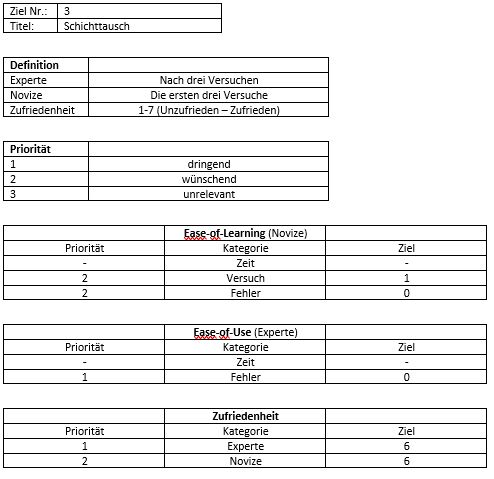 Ziel Nr.: 3
Titel: Schichttausch
Definition
Experte Nach drei Versuchen
Novize Die ersten drei Versuche
Zufriedenheit 1-7 (Unzufrieden – Zufrieden)
Priorität
1 dringend
2 wünschend
3 unrelevant
Ease-of-Learning (Novize)
Priorität Kategorie Ziel
- Zeit -
2 Versuch 1
2 Fehler 0
Ease-of-Use (Experte)
Priorität Kategorie Ziel
- Zeit -
1 Fehler 0
Zufriedenheit
Priorität Kategorie Ziel
1 Experte 6
2 Novize 6